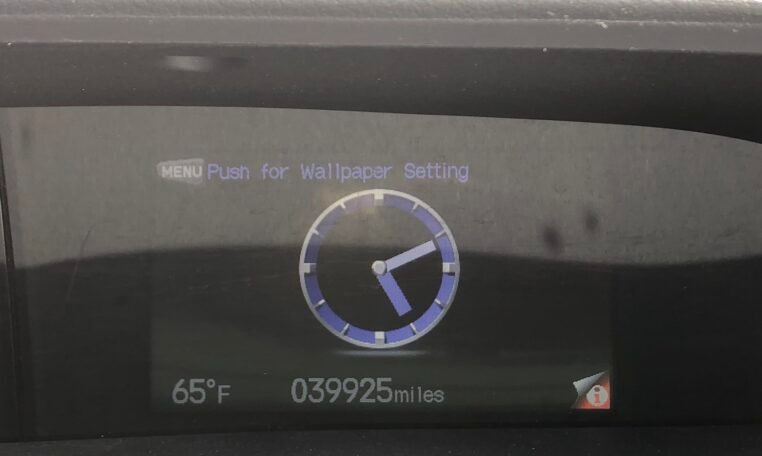 MENU Push for Wallpaper Setting
65°F 039925miles i